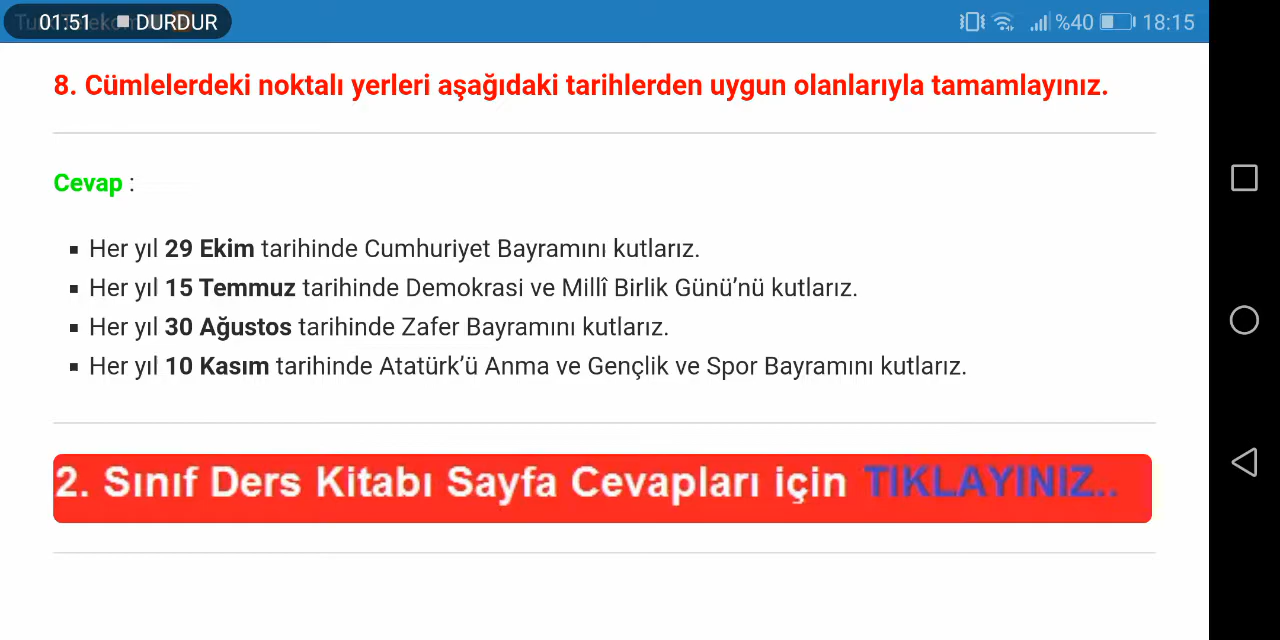 01:51 DURDUR %40 18:15
8. Cümlelerdeki noktalı yerleri aşağıdaki tarihlerden uygun olanlarıyla tamamlayınız.
Cevap :
Her yıl 29 Ekim tarihinde Cumhuriyet Bayramını kutlarız.
Her yıl 15 Temmuz tarihinde Demokrasi ve Millî Birlik Günü’nü kutlarız.
Her yıl 30 Ağustos tarihinde Zafer Bayramını kutlarız.
Her yıl 10 Kasım tarihinde Atatürk’ü Anma ve Gençlik ve Spor Bayramını kutlarız.
2. Sınıf Ders Kitabı Sayfa Cevapları için TIKLAYINIZ..